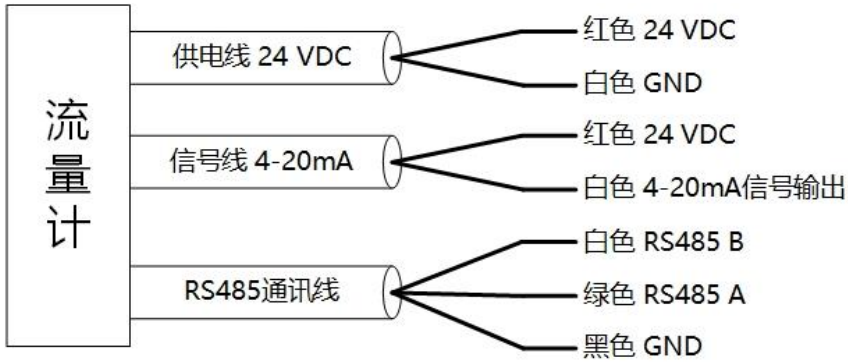 流量计
供电线 24 VDC
红色 24 VDC
白色 GND
信号线 4-20mA
红色 24 VDC
白色 4-20mA信号输出
RS485通讯线
白色 RS485 B
绿色 RS485 A
黑色 GND